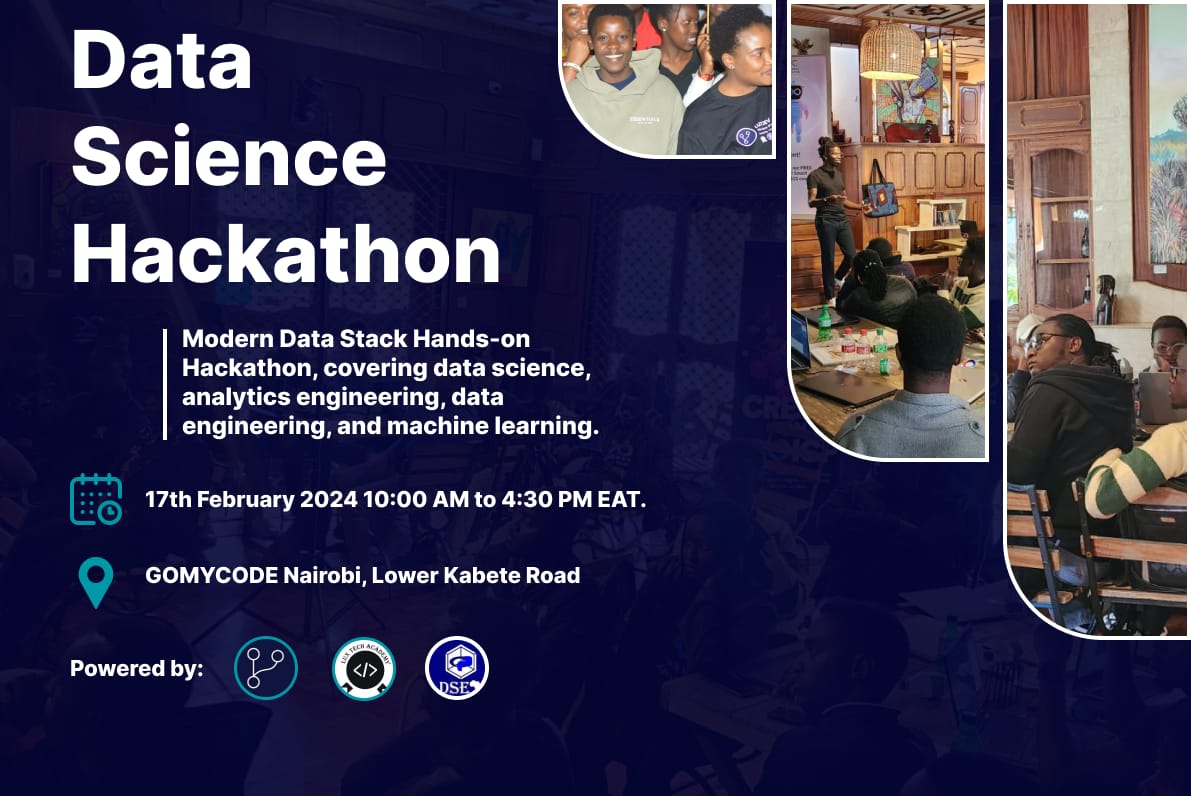 Data
Science
Hackathon
Modern Data Stack Hands-on
Hackathon, covering data science,
analytics engineering, data
engineering, and machine learning.
17th February 2024 10:00 AM to 4:30 PM EAT.
GOMYCODE Nairobi, Lower Kabete Road
Powered by:
LUX TECH ACADEMY
</>
DSE
ESSENTIALS